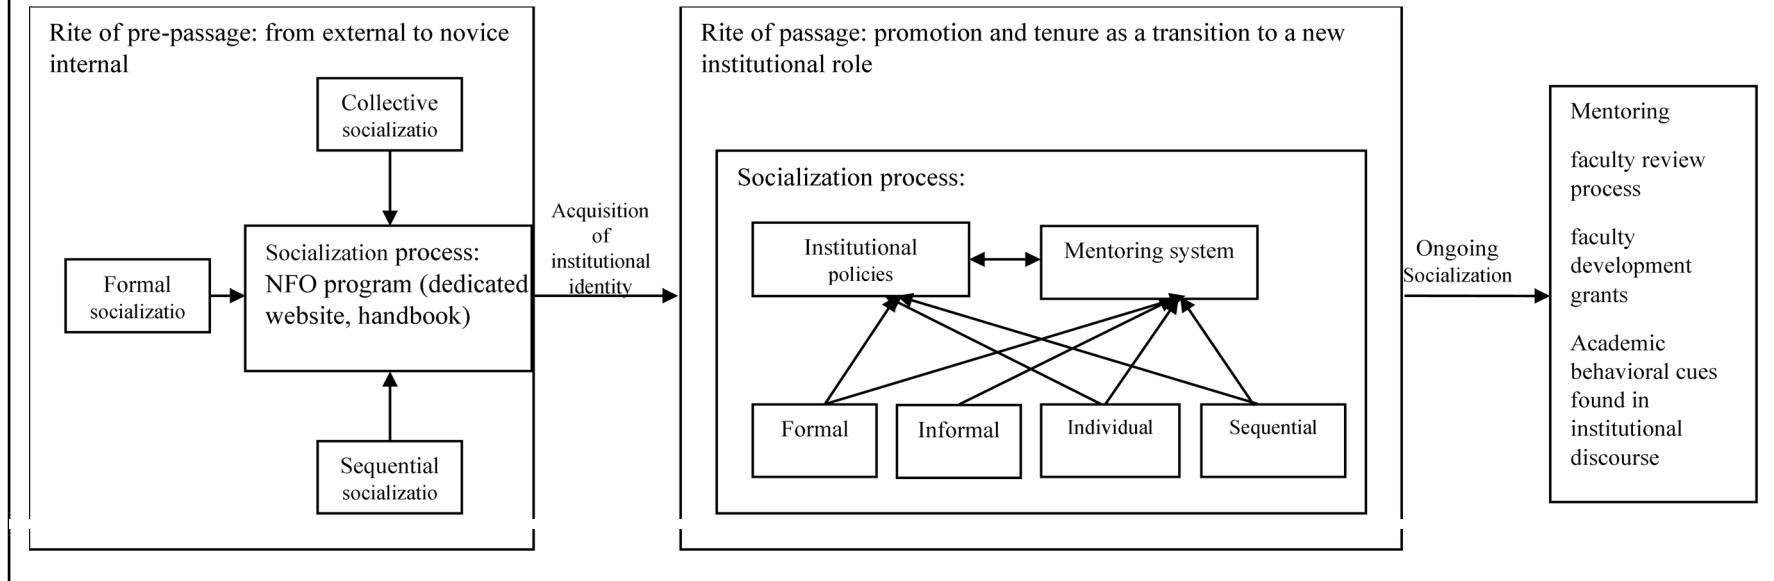 Rite of pre-passage: from external to novice
internal
Collective
socializatio
Formal
socializatio
Socialization process:
NFO program (dedicated
website, handbook)
Sequential
socializatio
Acquisition
of
institutional
identity
Rite of passage: promotion and tenure as a transition to a new
institutional role
Socialization process:
Institutional
policies
Mentoring system
Formal
Informal
Individual
Sequential
Ongoing
Socialization
Mentoring
faculty review
process
faculty
development
grants
Academic
behavioral cues
found in
institutional
discourse